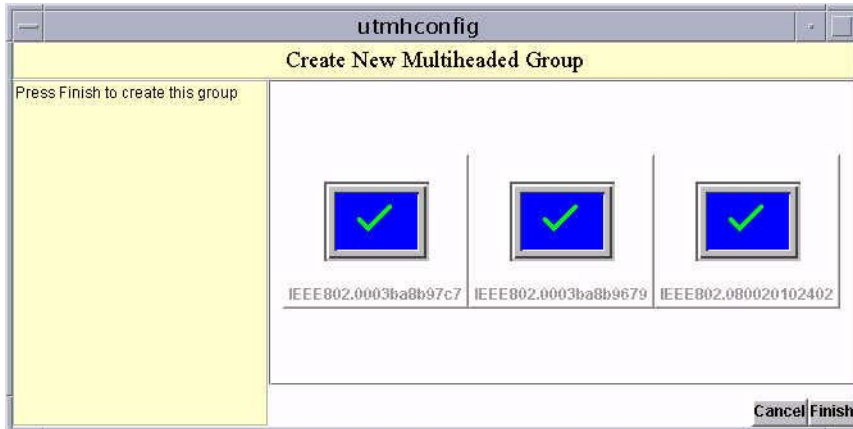 utmhconfig
Create New Multiheaded Group
Press Finish to create this group
IEEE802.0003ba8b97c7 IEEE802.0003ba8b9679 IEEE802.080020102402
Cancel Finish